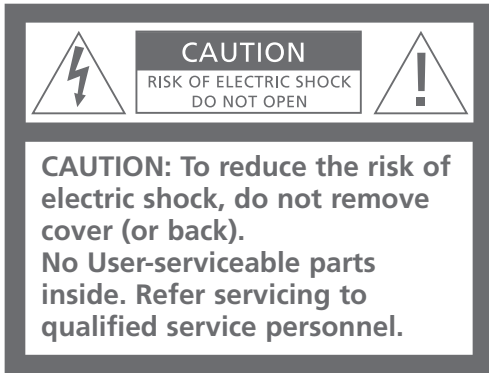 CAUTION
RISK OF ELECTRIC SHOCK
DO NOT OPEN
!
CAUTION: To reduce the risk of
electric shock, do not remove
cover (or back).
No User-serviceable parts
inside. Refer servicing to
qualified service personnel.